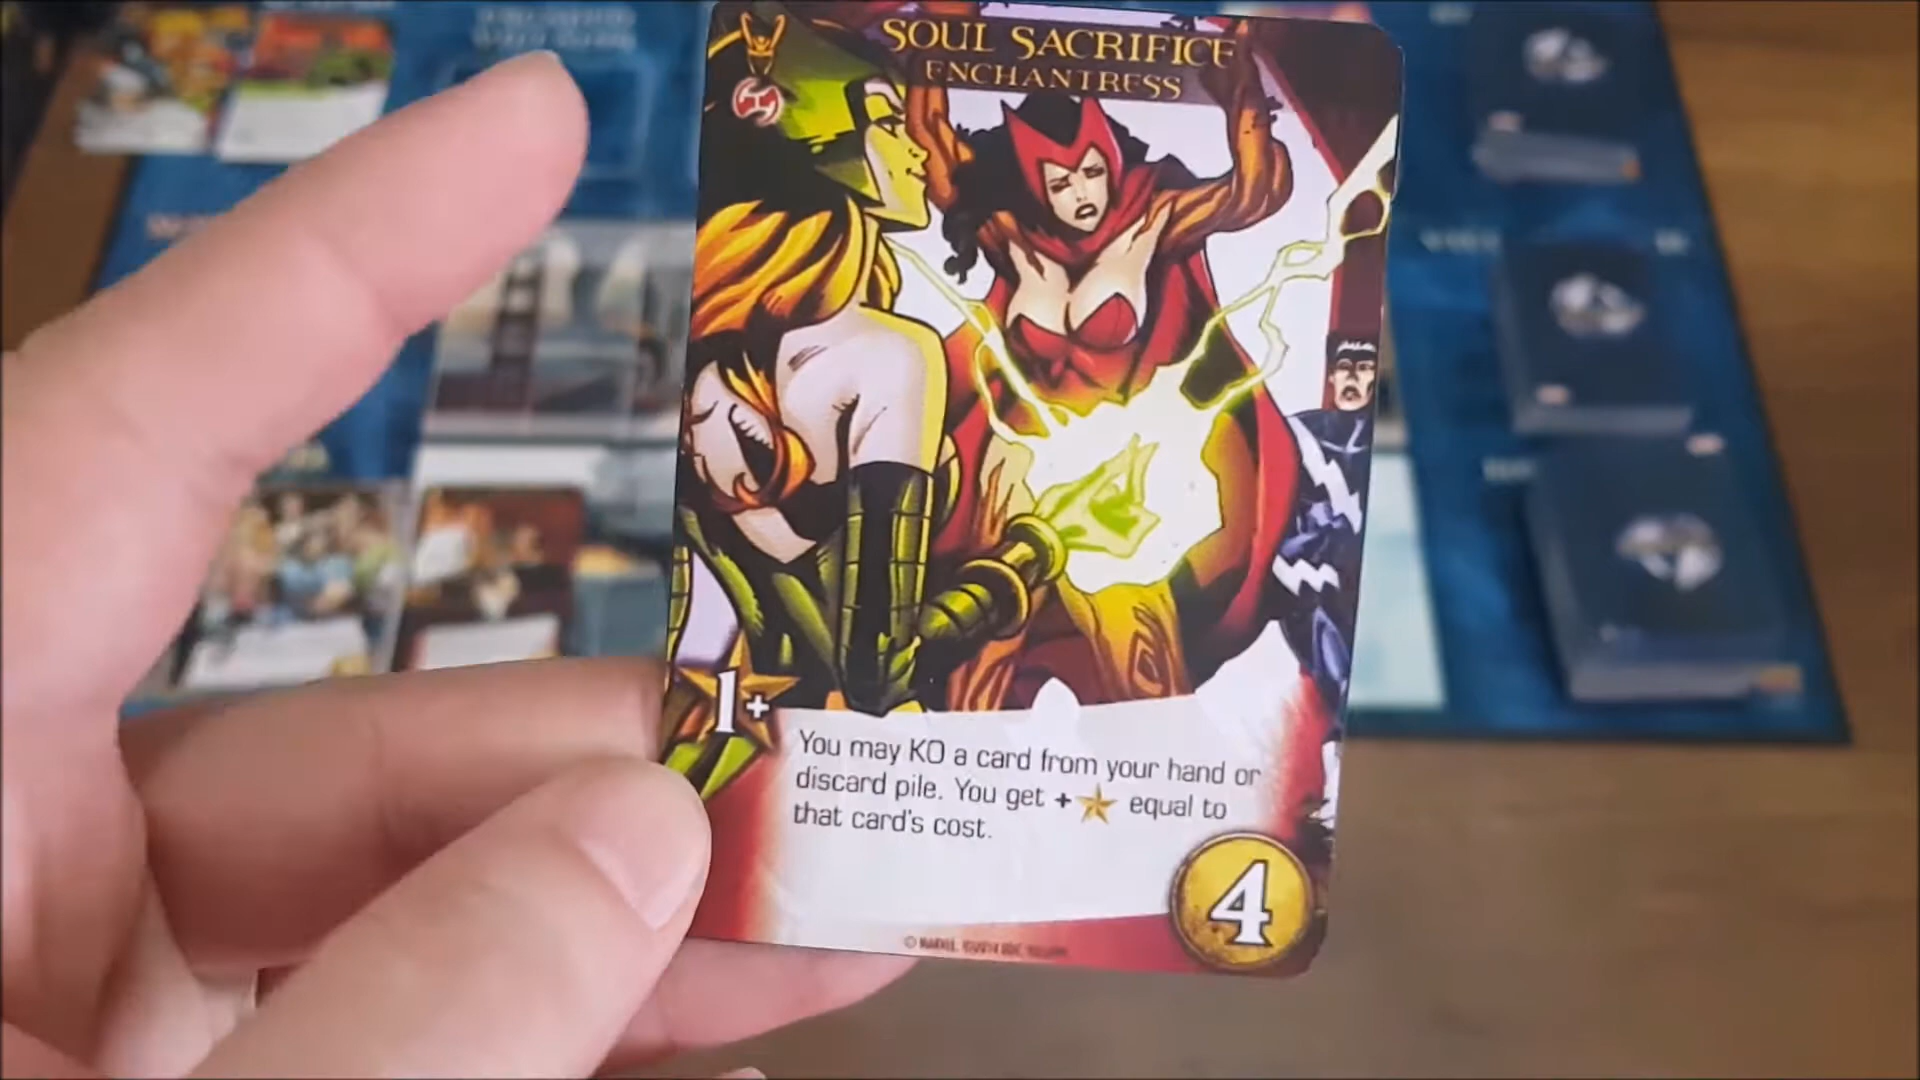 SOUL SACRIFICE
ENCHANTRESS
1+
You may KO a card from your hand or
discard pile. You get + equal to
that card's cost.
4
© MARVEL